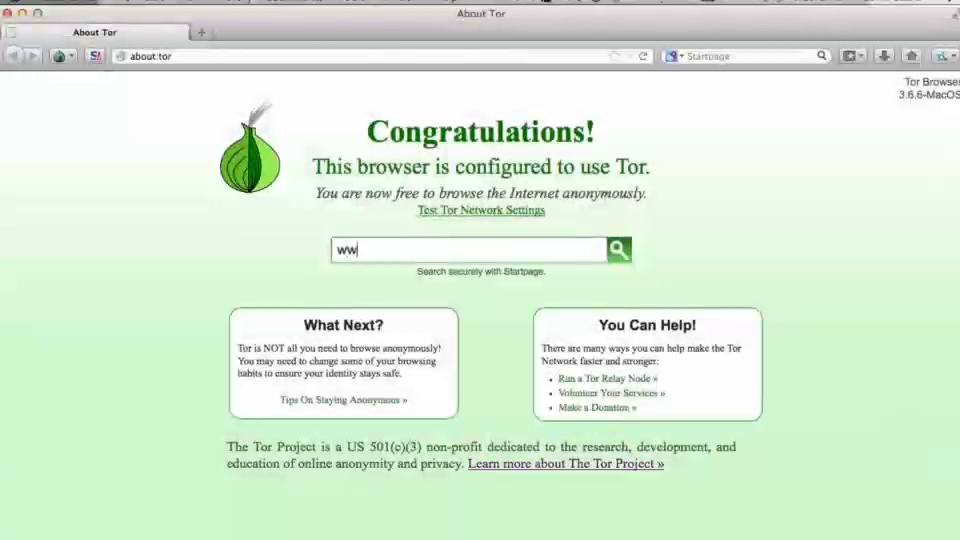 About Tor
About Tor
about:tor
Startpage
Tor Browser
3.6.6-MacOS
Congratulations!
This browser is configured to use Tor.
You are now free to browse the Internet anonymously.
Test Tor Network Settings
ww
Search securely with Startpage.
What Next?
Tor is NOT all you need to browse anonymously!
You may need to change some of your browsing
habits to ensure your identity stays safe.
Tips On Staying Anonymous »
You Can Help!
There are many ways you can help make the Tor
Network faster and stronger:
Run a Tor Relay Node »
Volunteer Your Services »
Make a Donation »
The Tor Project is a US 501(c)(3) non-profit dedicated to the research, development, and
education of online anonymity and privacy. Learn more about The Tor Project »